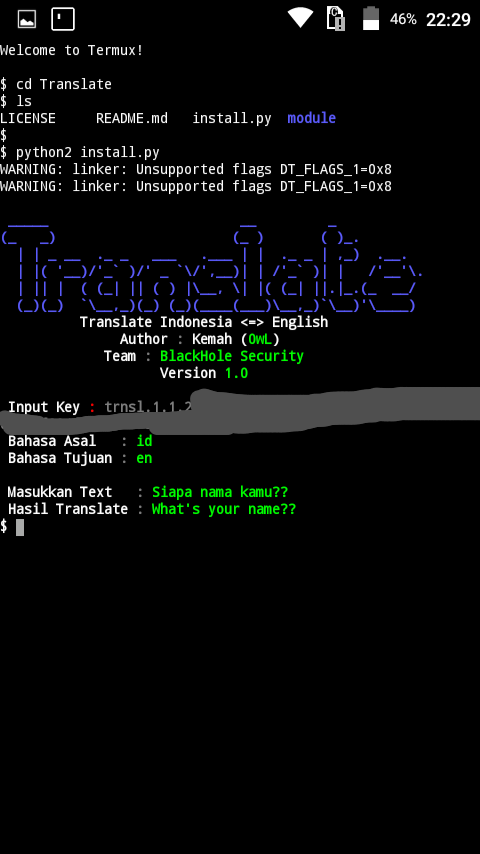 46% 22:29
Welcome to Termux!
$ cd Translate
$ ls
LICENSE README.md install.py module
$
$ python2 install.py
WARNING: linker: Unsupported flags DT_FLAGS_1=0x8
WARNING: linker: Unsupported flags DT_FLAGS_1=0x8
Translate
Translate Indonesia <=> English
Author : Kemah (OwL)
Team : BlackHole Security
Version 1.0
Input Key : trnsl.1.1.2
Bahasa Asal : id
Bahasa Tujuan : en
Masukkan Text : Siapa nama kamu??
Hasil Translate : What's your name??
$